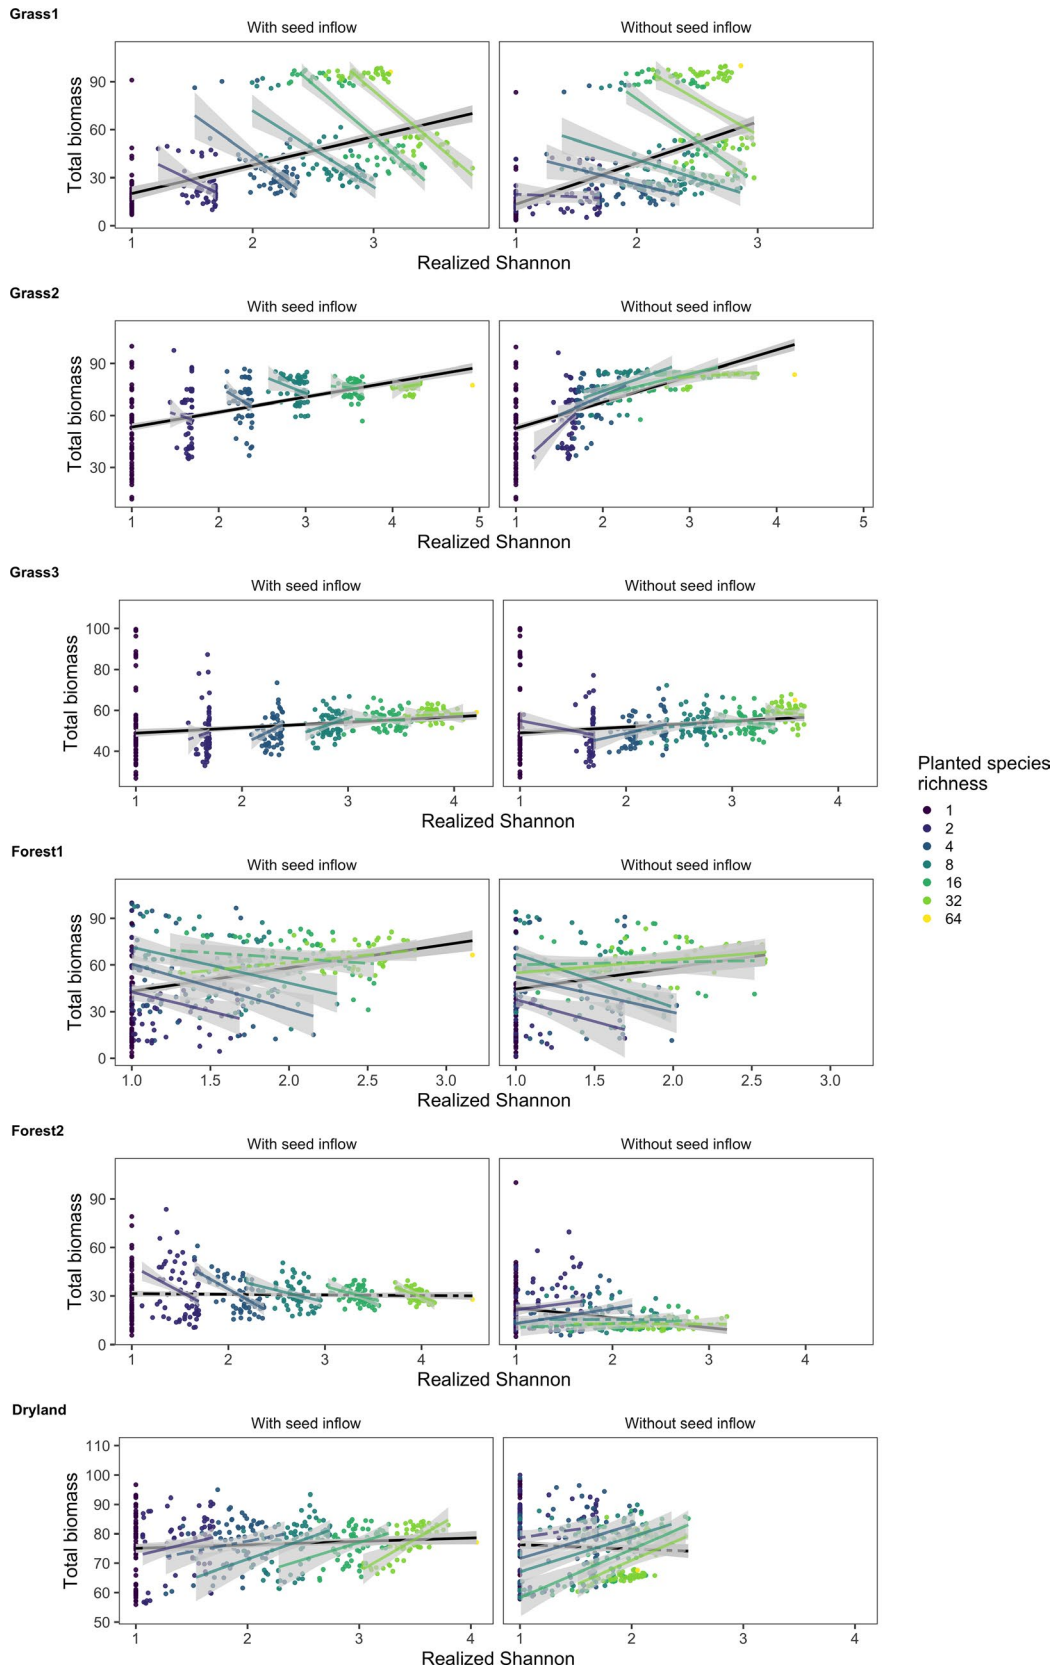 Grass1
With seed inflow
Without seed inflow
Total biomass
90
60
30
0
1 2 3
1 2 3
Realized Shannon
Grass2
With seed inflow
Without seed inflow
Total biomass
90
60
30
1 2 3 4 5
1 2 3 4 5
Realized Shannon
Grass3
With seed inflow
Without seed inflow
Total biomass
100
80
60
40
1 2 3 4
1 2 3 4
Realized Shannon
Planted species
richness
1
2
4
8
16
32
64
Forest1
With seed inflow
Without seed inflow
Total biomass
90
60
30
0
1.0 1.5 2.0 2.5 3.0
1.0 1.5 2.0 2.5 3.0
Realized Shannon
Forest2
With seed inflow
Without seed inflow
Total biomass
90
60
30
0
1 2 3 4
1 2 3 4
Realized Shannon
Dryland
With seed inflow
Without seed inflow
Total biomass
110
100
90
80
70
60
50
1 2 3 4
1 2 3 4
Realized Shannon